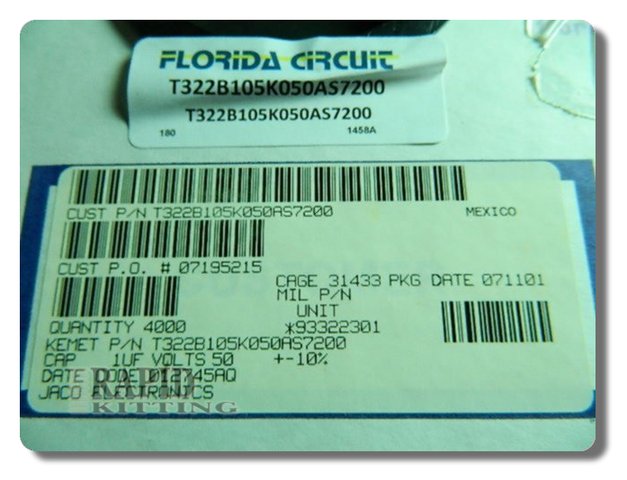 FLORIDA CIRCUIT
T322B105K050AS7200
T322B105K050AS7200
180 1458A
CUST P/N T322B105K050AS7200 MEXICO
CUST P.O. # 07195215
CAGE 31433 PKG DATE 071101
MIL P/N
UNIT
QUANTITY 4000 *93322301
KEMET P/N T322B105K050AS7200
CAP 1UF VOLTS 50 +-10%
DATE CODE 012745AQ
JACO ELECTRONICS
RAPID
KITTING